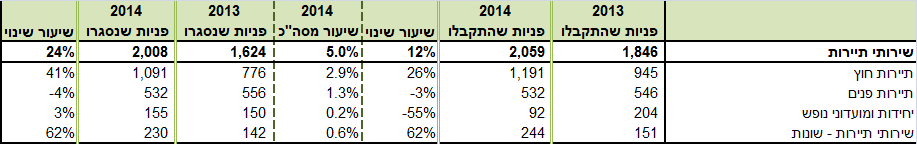 2013 2014 2014 2013 2014
פניות שהתקבלו פניות שהתקבלו שיעור שינוי שיעור מסה"כ פניות שנסגרו פניות שנסגרו שיעור שינוי
שירותי תיירות 1,846 2,059 12% 5.0% 1,624 2,008 24%
תיירות חוץ 945 1,191 26% 2.9% 776 1,091 41%
תיירות פנים 546 532 -3% 1.3% 556 532 -4%
יחידות ומועדוני נופש 204 92 -55% 0.2% 150 155 3%
שירותי תיירות - שונות 151 244 62% 0.6% 142 230 62%